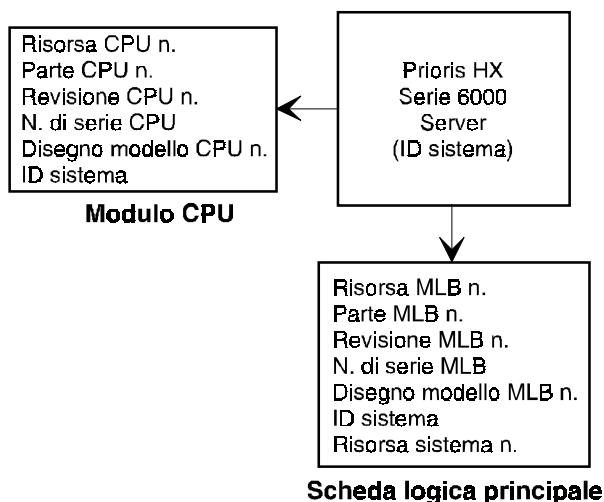 Risorsa CPU n.
Parte CPU n.
Revisione CPU n.
N. di serie CPU
Disegno modello CPU n.
ID sistema
Modulo CPU
Prioris HX
Serie 6000
Server
(ID sistema)
Risorsa MLB n.
Parte MLB n.
Revisione MLB n.
N. di serie MLB
Disegno modello MLB n.
ID sistema
Risorsa sistema n.
Scheda logica principale